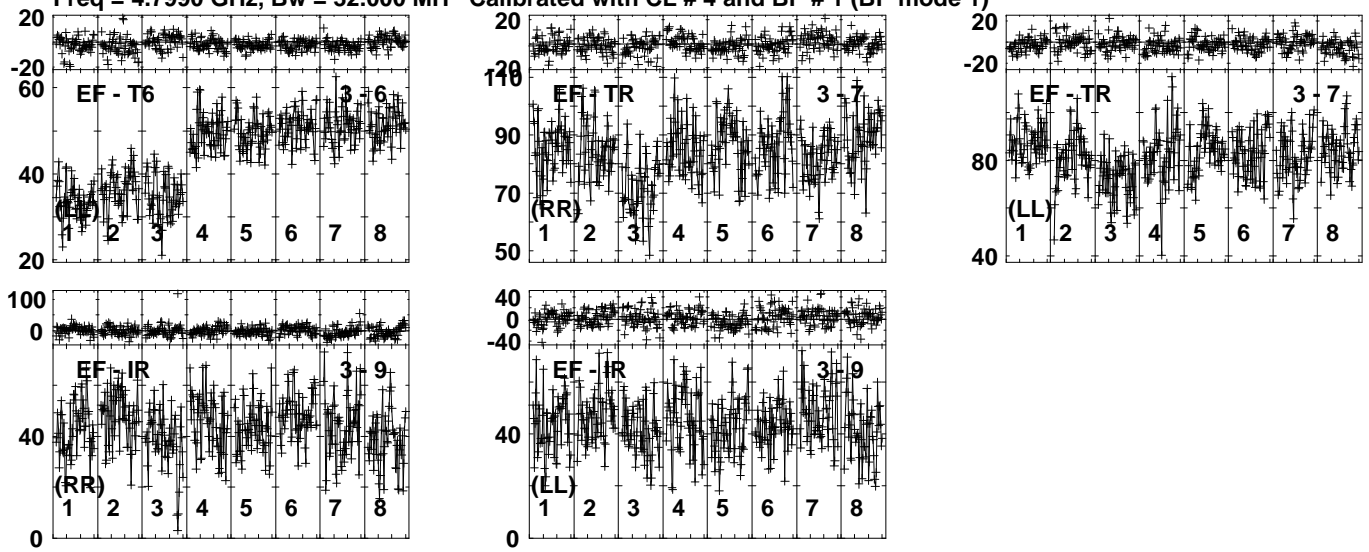 Freq = 4.7990 GHz, Bw = 32.000 MH Calibrated with CL # 4 and BP # 1 (BP mode 1)
20
-20
60
EF - T6 3 - 6
40
(LL)
1 2 3 4 5 6 7 8
20
20
-20
110
EF - TR 3 - 7
90
70
(RR)
1 2 3 4 5 6 7 8
50
20
-20
EF - TR 3 - 7
80
(LL)
1 2 3 4 5 6 7 8
40
100
0
EF - IR 3 - 9
40
(RR)
1 2 3 4 5 6 7 8
0
40
0
-40
EF - IR 3 - 9
40
(LL)
1 2 3 4 5 6 7 8
0